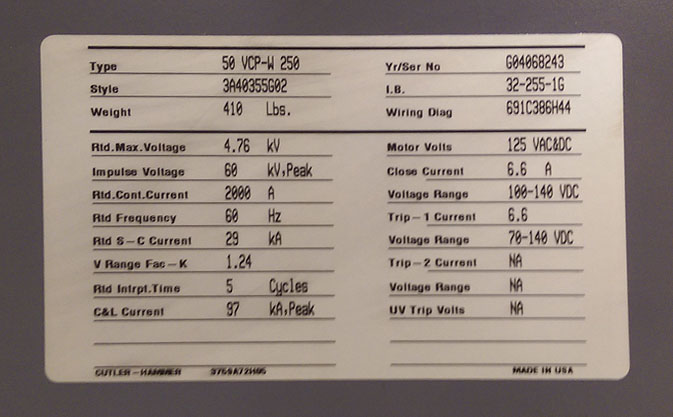 Type 50 VCP-W 250 Yr/Ser No G04068243
Style 3A40355G02 I.B. 32-255-1G
Weight 410 Lbs. Wiring Diag 691C386H44
Rtd.Max.Voltage 4.76 kV Motor Volts 125 VAC&DC
Impulse Voltage 60 kV,Peak Close Current 6.6 A
Rtd.Cont.Current 2000 A Voltage Range 100-140 VDC
Rtd Frequency 60 Hz Trip-1 Current 6.6
Rtd S-C Current 29 kA Voltage Range 70-140 VDC
V Range Fac-K 1.24 Trip-2 Current NA
Rtd Intrpt.Time 5 Cycles Voltage Range NA
C&L Current 97 kA,Peak UV Trip Volts NA
CUTLER-HAMMER 3759A72H05 MADE IN USA